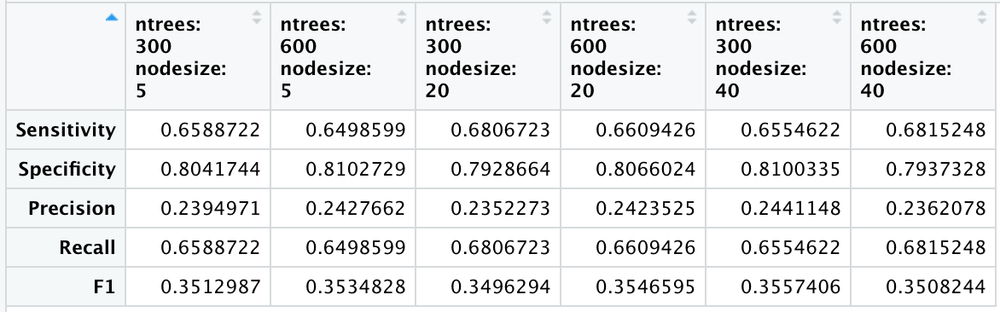 ntrees: 300 nodesize: 5 ntrees: 600 nodesize: 5 ntrees: 300 nodesize: 20 ntrees: 600 nodesize: 20 ntrees: 300 nodesize: 40 ntrees: 600 nodesize: 40
Sensitivity 0.6588722 0.6498599 0.6806723 0.6609426 0.6554622 0.6815248
Specificity 0.8041744 0.8102729 0.7928664 0.8066024 0.8100335 0.7937328
Precision 0.2394971 0.2427662 0.2352273 0.2423525 0.2441148 0.2362078
Recall 0.6588722 0.6498599 0.6806723 0.6609426 0.6554622 0.6815248
F1 0.3512987 0.3534828 0.3496294 0.3546595 0.3557406 0.3508244